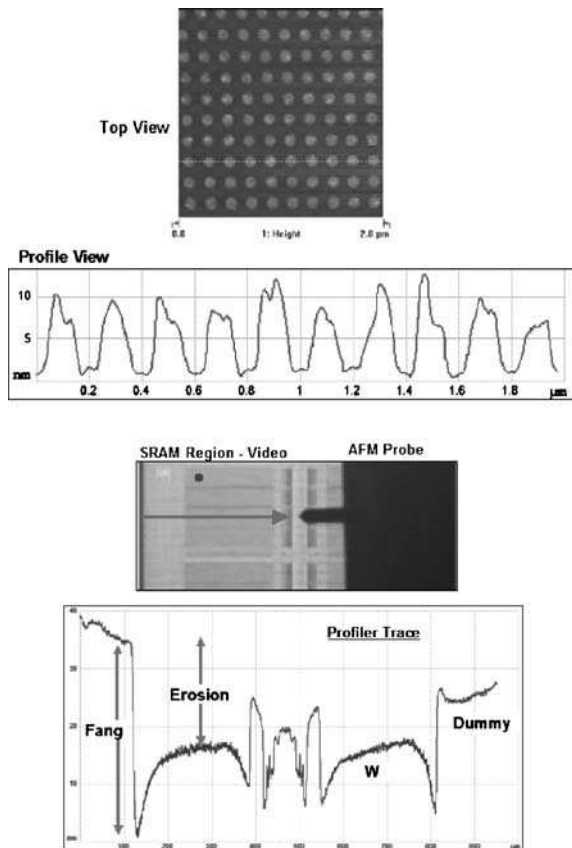 Top View
0.0 1: Height 2.0 µm
Profile View
10
5
nm
0.2 0.4 0.6 0.8 1 1.2 1.4 1.6 1.8 µm
SRAM Region - Video AFM Probe
Profiler Trace
Erosion
Fang
Dummy
W